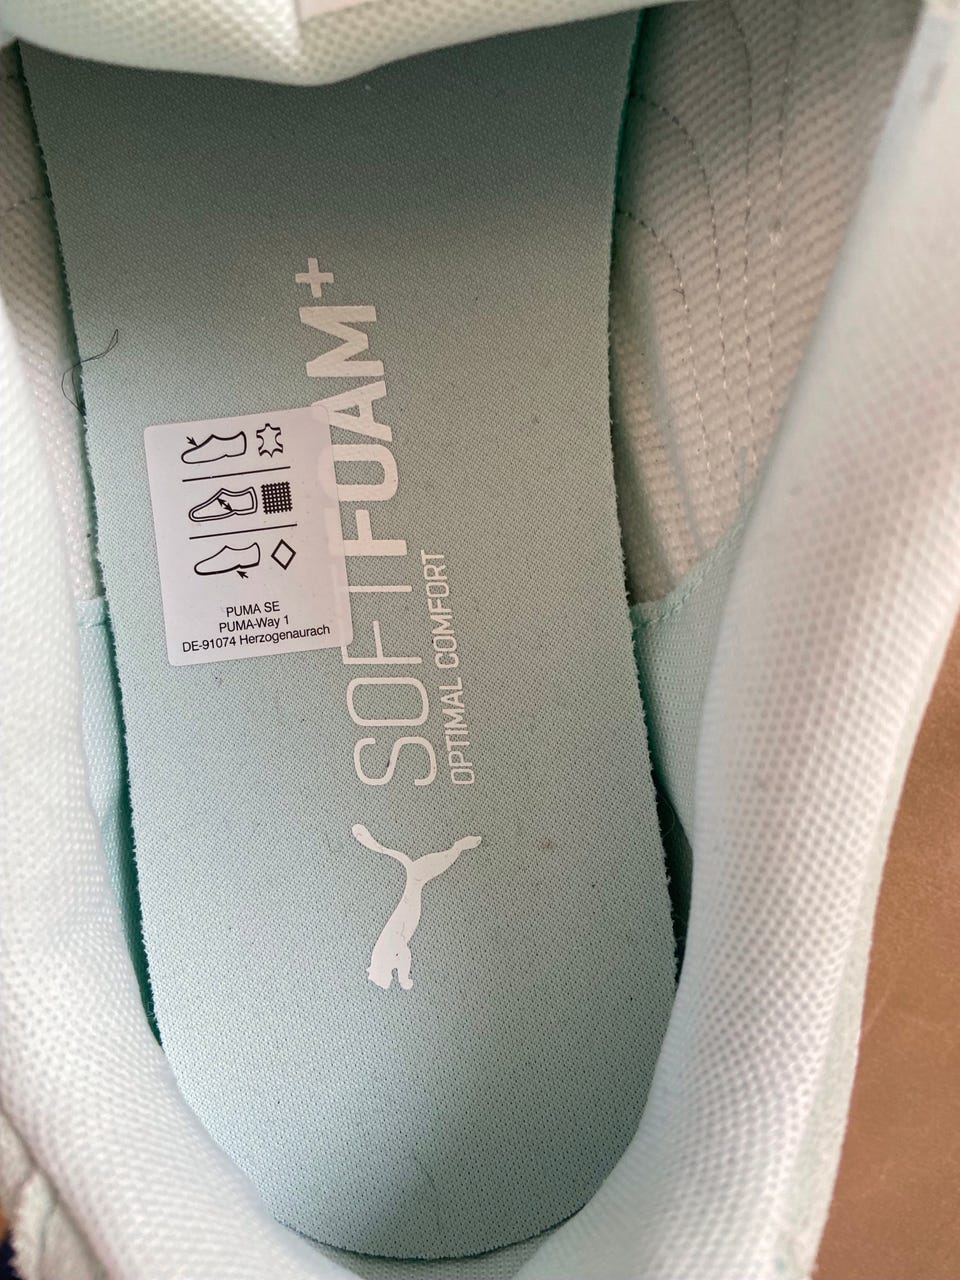 SOFTFOAM+
OPTIMAL COMFORT
PUMA SE
PUMA-Way 1
DE-91074 Herzogenaurach